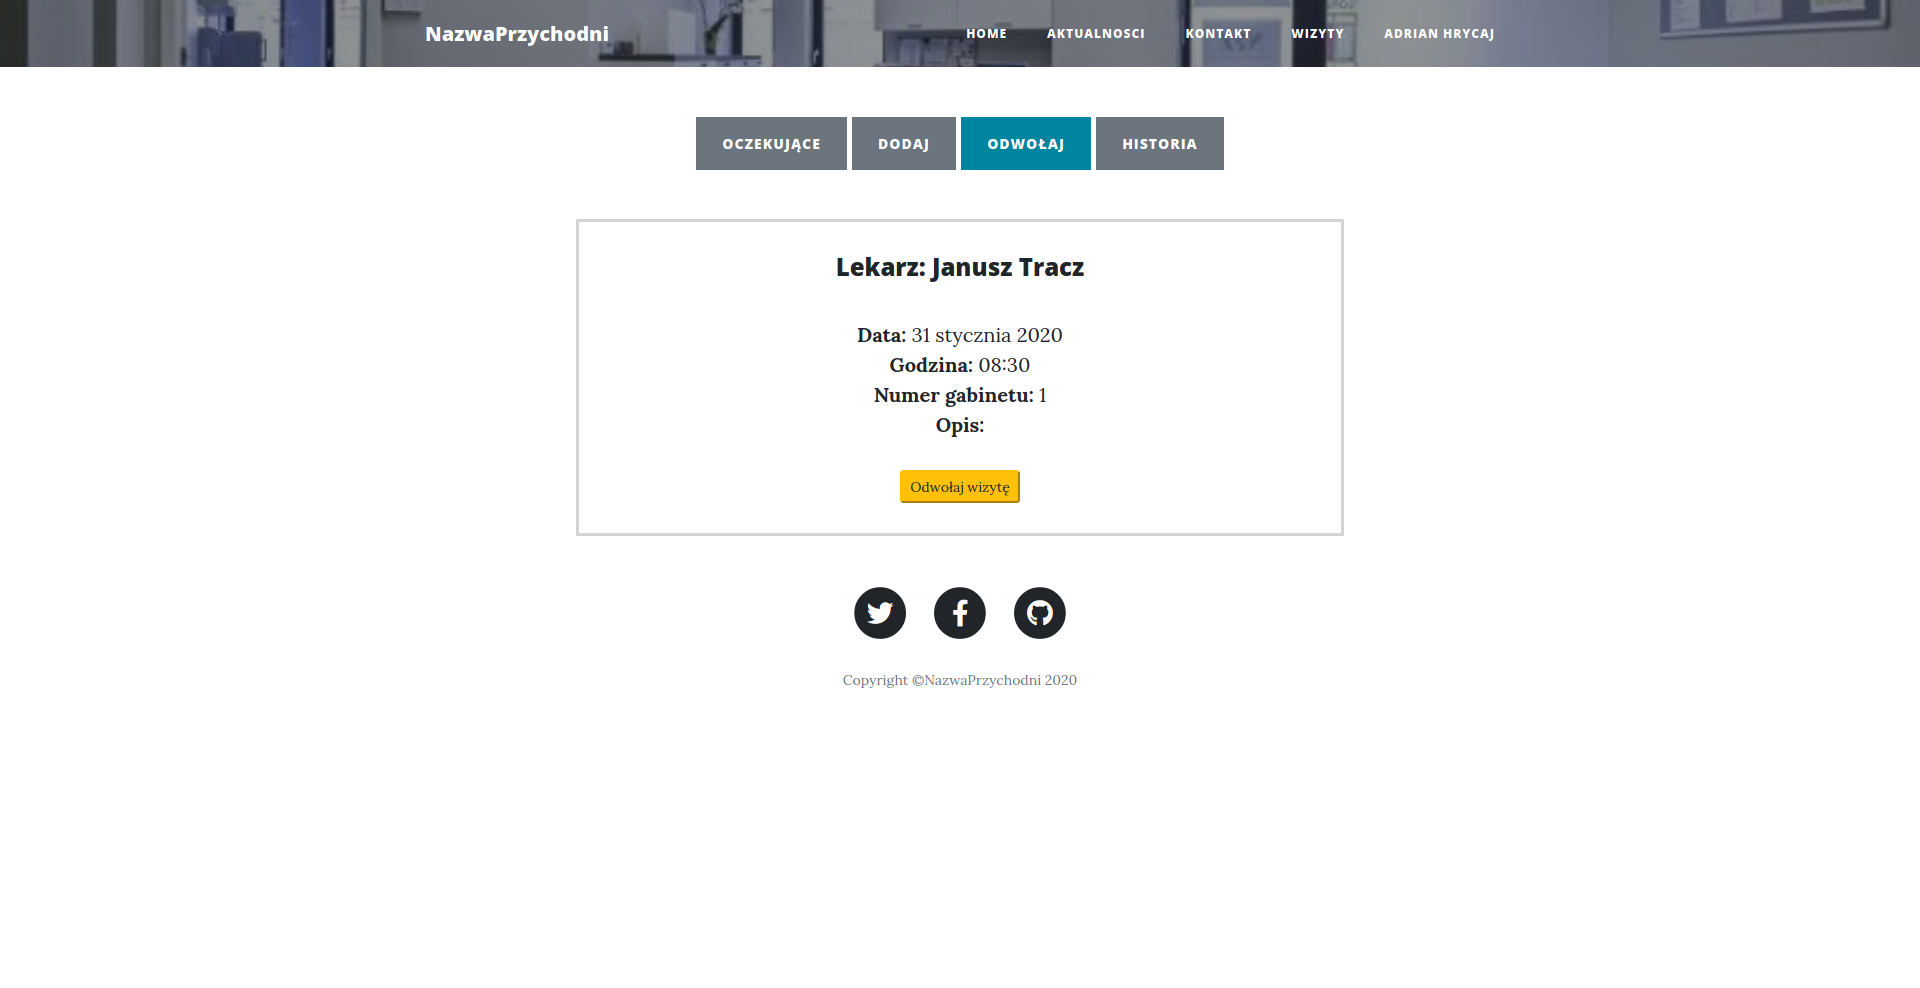 NazwaPrzychodni HOME AKTUALNOSCI KONTAKT WIZYTY ADRIAN HRYCAJ
OCZEKUJĄCE DODAJ ODWOŁAJ HISTORIA
Lekarz: Janusz Tracz
Data: 31 stycznia 2020
Godzina: 08:30
Numer gabinetu: 1
Opis:
Odwołaj wizytę
Copyright ©NazwaPrzychodni 2020